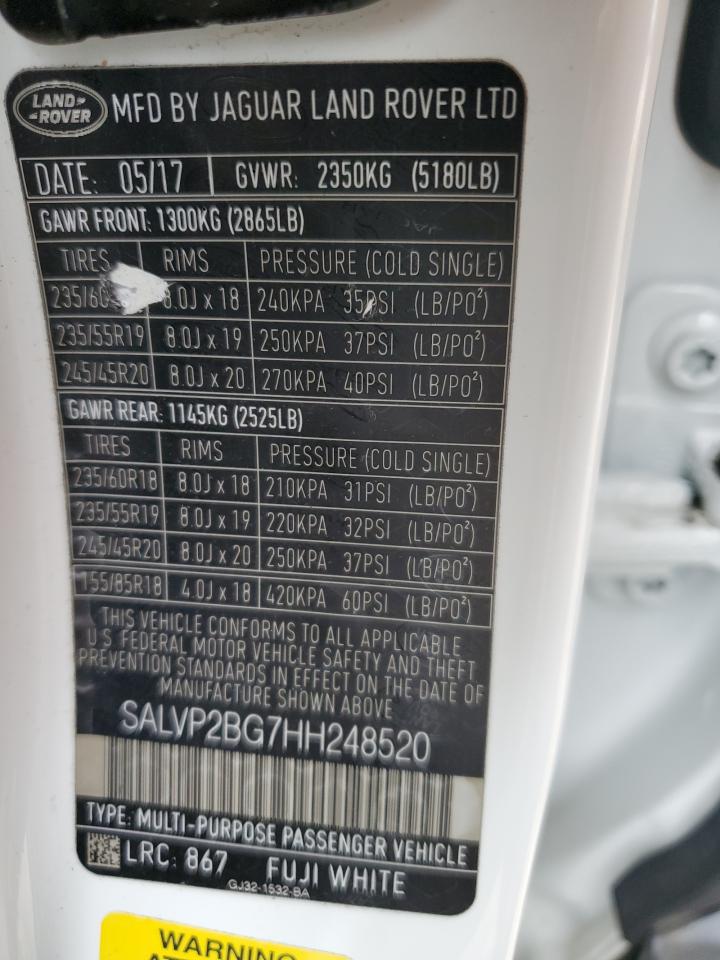 LAND ROVER MFD BY JAGUAR LAND ROVER LTD
DATE: 05/17 GVWR: 2350KG (5180LB)
GAWR FRONT: 1300KG (2865LB)
TIRES RIMS PRESSURE (COLD SINGLE)
235/60 8.0J x 18 240KPA 35PSI (LB/PO²)
235/55R19 8.0J x 19 250KPA 37PSI (LB/PO²)
245/45R20 8.0J x 20 270KPA 40PSI (LB/PO²)
GAWR REAR: 1145KG (2525LB)
TIRES RIMS PRESSURE (COLD SINGLE)
235/60R18 8.0J x 18 210KPA 31PSI (LB/PO²)
235/55R19 8.0J x 19 220KPA 32PSI (LB/PO²)
245/45R20 8.0J x 20 250KPA 37PSI (LB/PO²)
155/85R18 4.0J x 18 420KPA 60PSI (LB/PO²)
THIS VEHICLE CONFORMS TO ALL APPLICABLE
U.S. FEDERAL MOTOR VEHICLE SAFETY AND THEFT
PREVENTION STANDARDS IN EFFECT ON THE DATE OF
MANUFACTURE SHOWN ABOVE
SALVP2BG7HH248520
TYPE: MULTI-PURPOSE PASSENGER VEHICLE
LRC: 867 FUJI WHITE
GJ32-1532-BA
WARNING